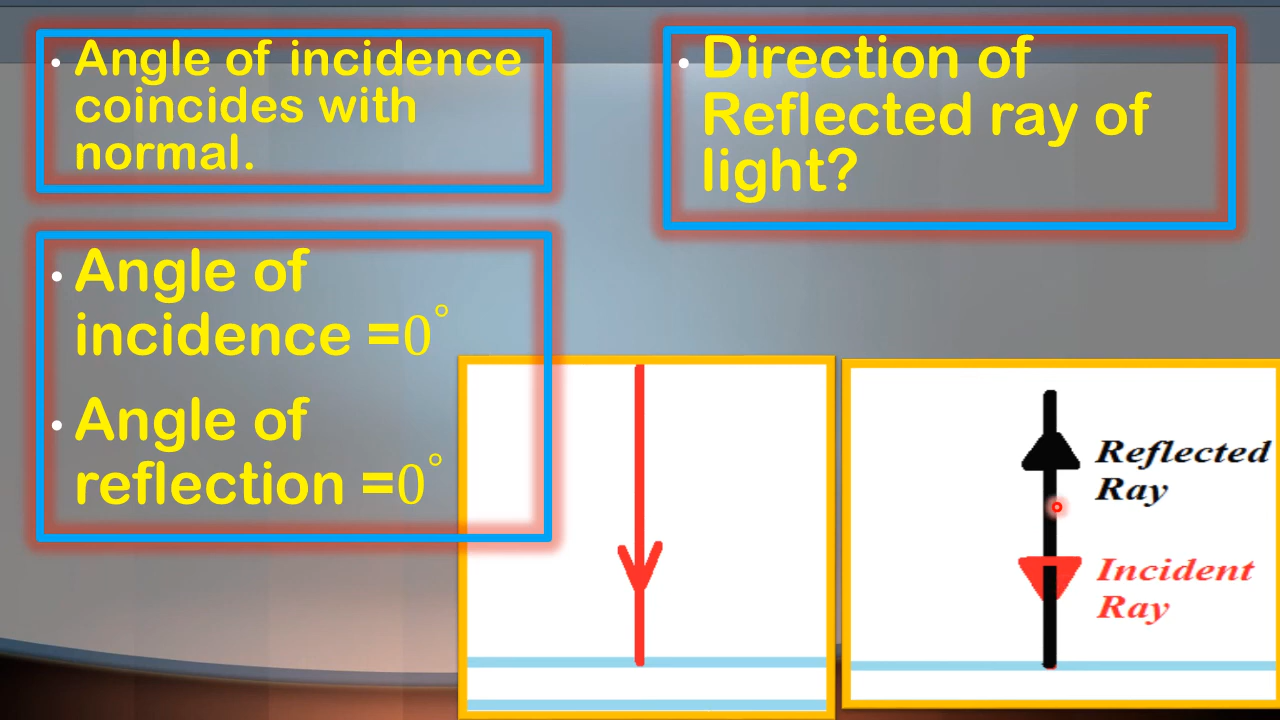 • Angle of incidence
coincides with
normal.
• Direction of
Reflected ray of
light?
• Angle of
incidence =0°
• Angle of
reflection =0°
Reflected
Ray
Incident
Ray